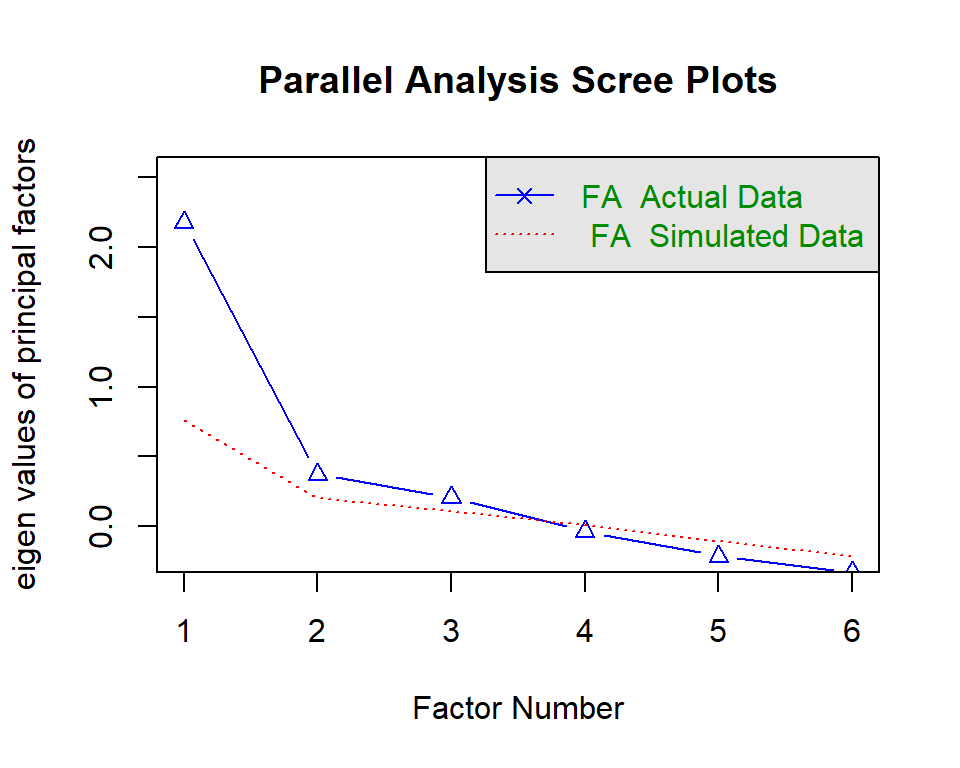 Parallel Analysis Scree Plots
eigen values of principal factors
2.0
1.0
0.0
FA Actual Data
FA Simulated Data
1 2 3 4 5 6
Factor Number